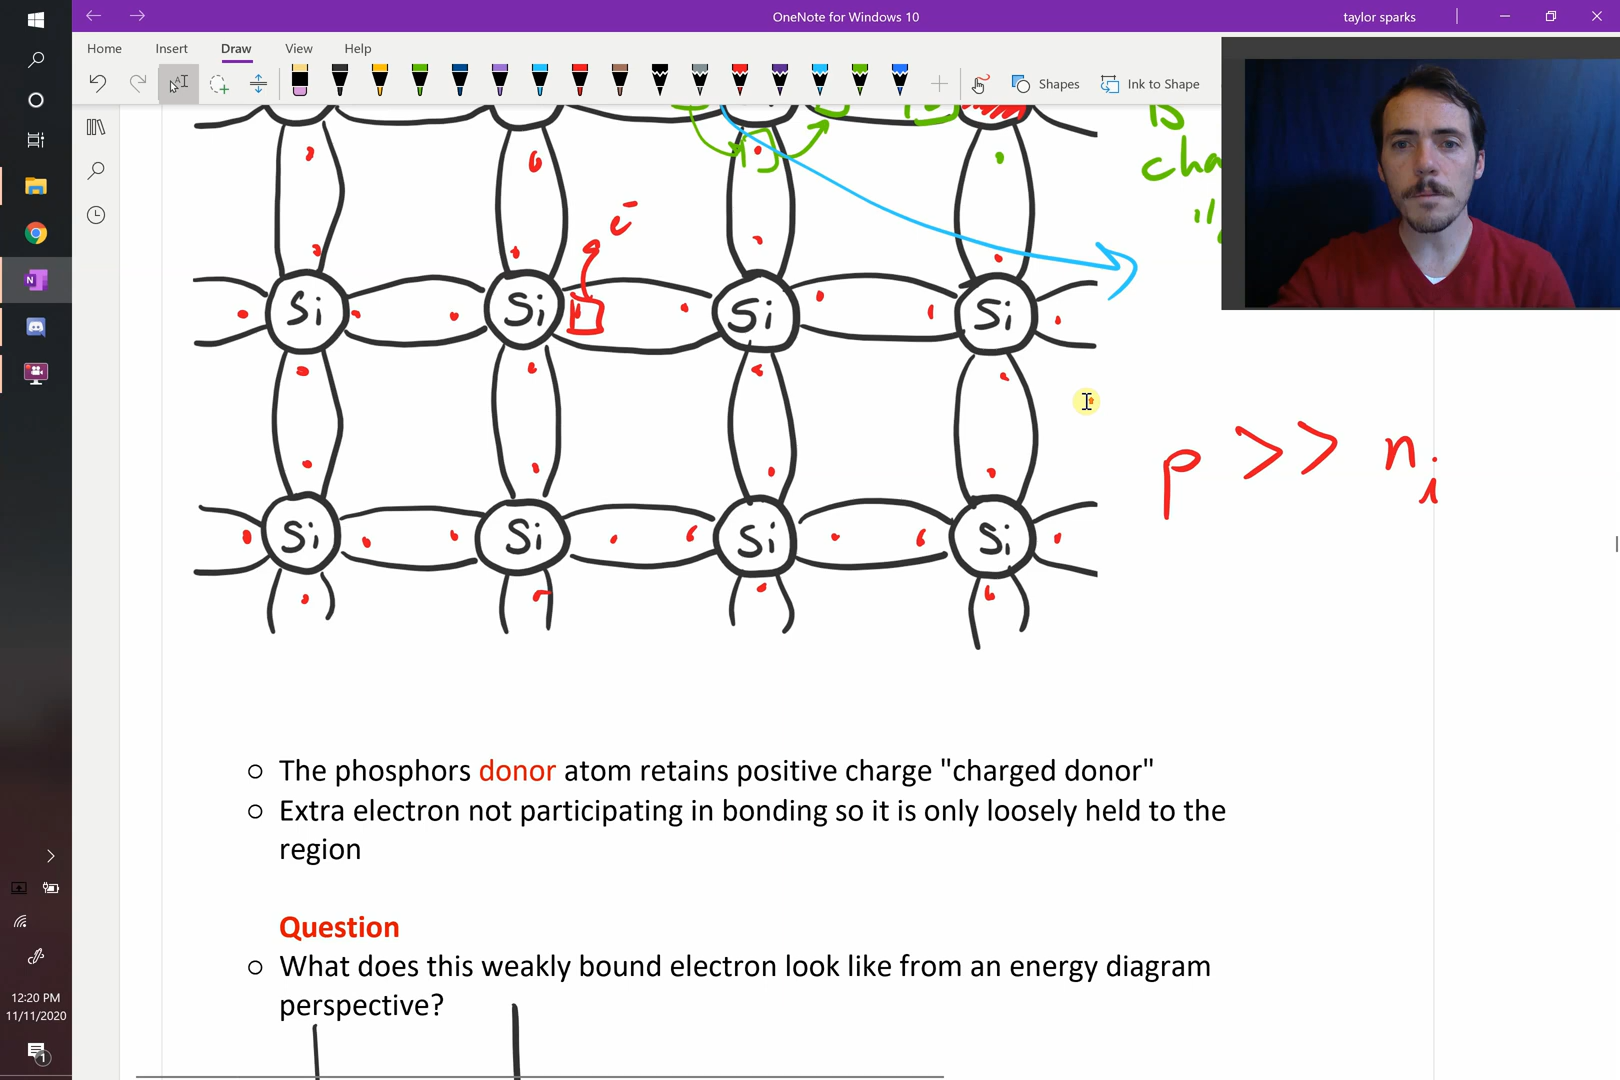 OneNote for Windows 10
taylor sparks
Home Insert Draw View Help
Shapes Ink to Shape
is
cha
e⁻
Si Si Si Si
p >> nᵢ
Si Si Si Si
○ The phosphors donor atom retains positive charge "charged donor"
○ Extra electron not participating in bonding so it is only loosely held to the
region
Question
○ What does this weakly bound electron look like from an energy diagram
perspective?
12:20 PM
11/11/2020
1